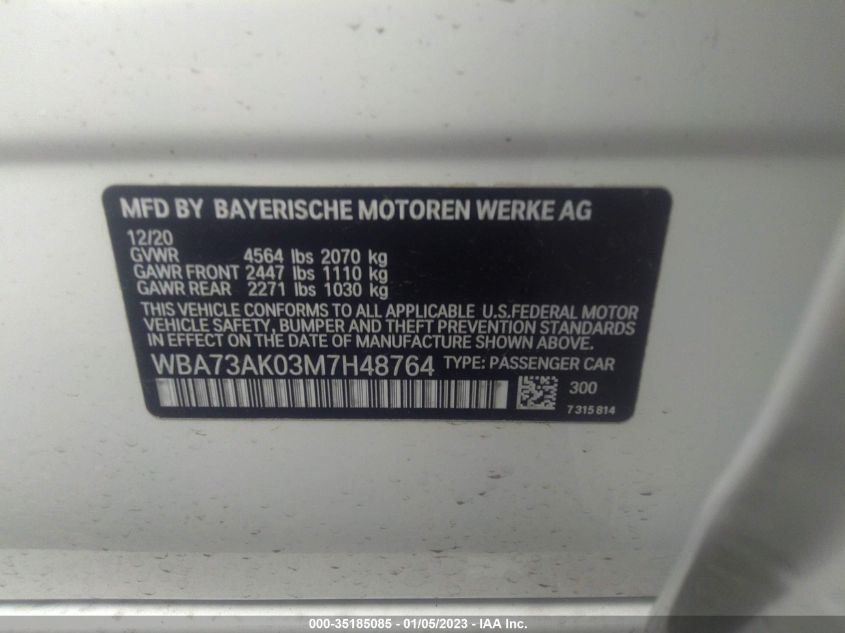 MFD BY BAYERISCHE MOTOREN WERKE AG
12/20
GVWR 4564 lbs 2070 kg
GAWR FRONT 2447 lbs 1110 kg
GAWR REAR 2271 lbs 1030 kg
THIS VEHICLE CONFORMS TO ALL APPLICABLE U.S.FEDERAL MOTOR
VEHICLE SAFETY, BUMPER AND THEFT PREVENTION STANDARDS
IN EFFECT ON THE DATE OF MANUFACTURE SHOWN ABOVE.
WBA73AK03M7H48764 TYPE: PASSENGER CAR
300
7 315 814
000-35185085 - 01/05/2023 - IAA Inc.